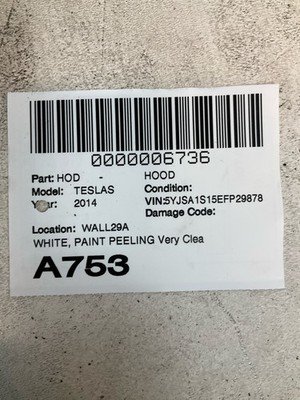 0000006736
Part: HOD - HOOD
Model: TESLAS Condition:
Year: 2014 VIN:5YJSA1S15EFP29878
Damage Code:
Location: WALL29A
WHITE, PAINT PEELING Very Clea
A753